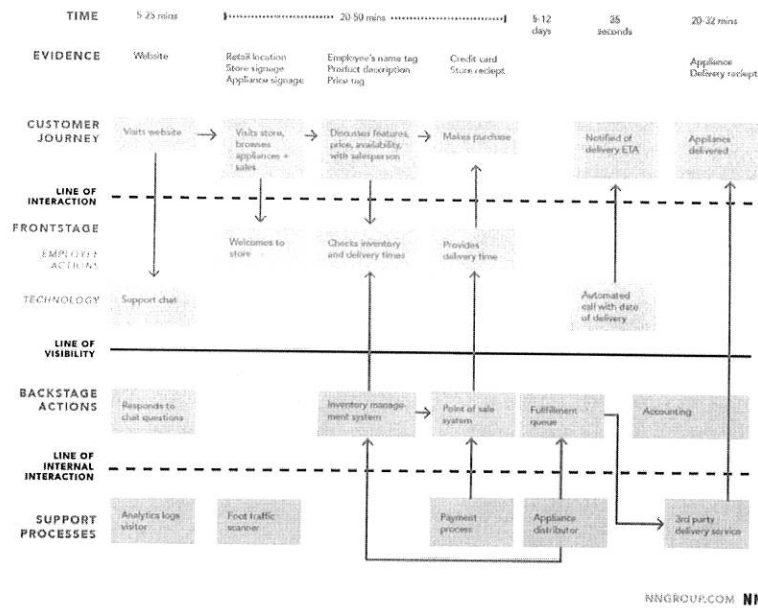 TIME
5-25 mins
20-50 mins
5-12
days
35
seconds
20-32 mins
EVIDENCE
Website
Retail location
Store signage
Appliance signage
Employee's name tag
Product description
Price tag
Credit card
Store reciept
Appliance
Delivery reciept
CUSTOMER
JOURNEY
Visits website
Visits store,
browses
appliances +
sales
Discusses features,
price, availability,
with salesperson
Makes purchase
Notified of
delivery ETA
Appliance
delivered
LINE OF
INTERACTION
FRONTSTAGE
EMPLOYEE
ACTIONS
Welcomes to
store
Checks inventory
and delivery times
Provides
delivery time
TECHNOLOGY
Support chat
Automated
call with date
of delivery
LINE OF
VISIBILITY
BACKSTAGE
ACTIONS
Responds to
chat questions
Inventory manage
ment system
Point of sale
system
Fullfillment
queue
Accounting
LINE OF
INTERNAL
INTERACTION
SUPPORT
PROCESSES
Analytics logs
visitor
Foot traffic
scanner
Payment
process
Appliance
distributor
3rd party
delivery service
NNGROUP.COM NN